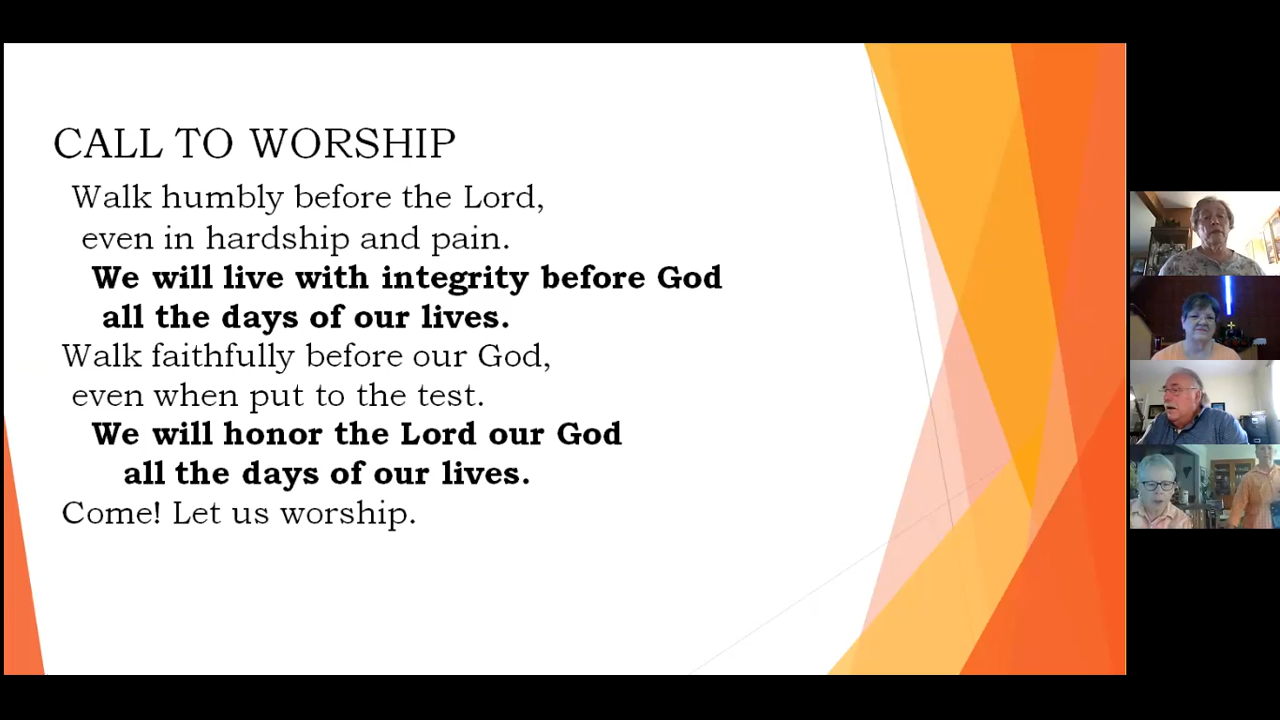 CALL TO WORSHIP
Walk humbly before the Lord,
even in hardship and pain.
We will live with integrity before God
all the days of our lives.
Walk faithfully before our God,
even when put to the test.
We will honor the Lord our God
all the days of our lives.
Come! Let us worship.